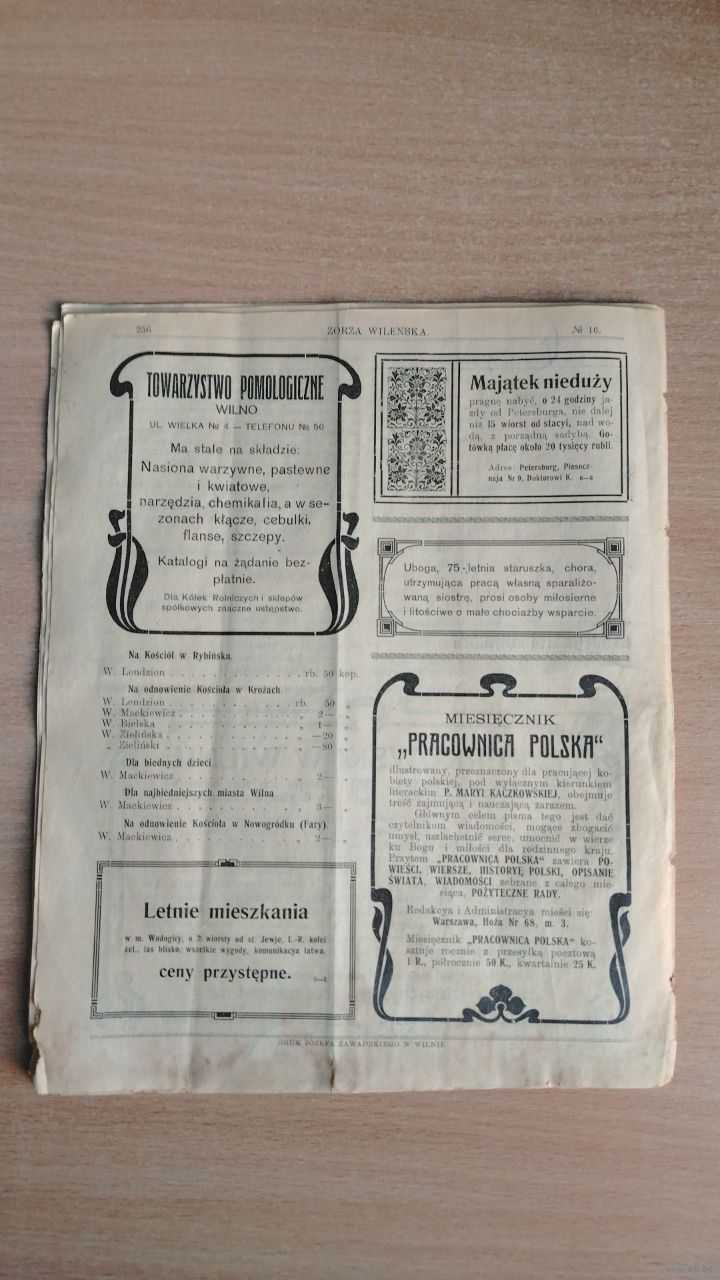 256
ZORZA WILEŃSKA.
№ 16.
TOWARZYSTWO POMOLOGICZNE
WILNO
UL. WIELKA № 4 — TELEFONU № 50
Ma stale na składzie:
Nasiona warzywne, pastewne
i kwiatowe,
narzędzia, chemikalia, a w se-
zonach kłącze, cebulki,
flanse, szczepy.
Katalogi na żądanie bez-
płatnie.
Dla Kółek Rolniczych i sklepów
spółkowych znaczne ustępstwo.
Na Kościół w Rybińsku.
W. Londzion . . . . . . . . . . . . . . rb. 50 kop.
Na odnowienie Kościoła w Krożach.
W. Londzion . . . . . . . . . . . rb. 50 „
W. Mackiewicz . . . . . . . . . . . „ 2— „
W. Bielska . . . . . . . . . . . „ 1— „
W. Zielińska . . . . . . . . . . . „ —20 „
„ Zieliński . . . . . . . . . . . „ —80 „
Dla biednych dzieci
W. Mackiewicz . . . . . . . . . . . „ 2— „
Dla najbiedniejszych miasta Wilna
W. Mackiewicz . . . . . . . . . . . „ 3— „
Na odnowienie Kościoła w Nowogródku (Fary).
W. Mackiewicz . . . . . . . . . . . „ 2— „
Letnie mieszkania
w m. Wodogiry, o 2 wiorsty od st. Jewje, L.-R. kolei
żel., las blisko, wszelkie wygody, komunikacya łatwa,
ceny przystępne.
Majątek nieduży
pragnę nabyć, o 24 godziny ja-
zdy od Petersburga, nie dalej
niż 15 wiorst od stacyi, nad wo-
dą, z porządną sadybą. Go-
tówką płacę około 20 tysięcy rubli.
Adres: Petersburg, Piesocz-
naja Nr 9, Doktorowi K. 6—6
Uboga, 75-letnia staruszka, chora,
utrzymująca pracą własną sparaliżo-
waną siostrę, prosi osoby miłosierne
i litościwe o małe chociażby wsparcie.
MIESIĘCZNIK
„PRACOWNICA POLSKA“
illustrowany, przeznaczony dla pracującej ko-
biety polskiej, pod wyłącznym kierunkiem
literackim P. MARYI KACZKOWSKIEJ, obejmuje
treść zajmującą i nauczającą zarazem.
Głównym celem pisma tego jest dać
czytelnikom wiadomości, mogące zbogacić
umysł, uszlachetnić serce, umocnić w wierze
ku Bogu i miłości dla rodzinnego kraju.
Przytem „PRACOWNICA POLSKA“ zawiera PO-
WIEŚCI, WIERSZE, HISTORYĘ POLSKI, OPISANIE
ŚWIATA, WIADOMOŚCI zebrane z całego mie-
siąca, POŻYTECZNE RADY.
Redakcya i Administracya mieści się:
Warszawa, Hoża Nr 68, m. 3.
Miesięcznik „PRACOWNICA POLSKA“ ko-
sztuje rocznie z przesyłką pocztową
1 R., półrocznie 50 K., kwartalnie 25 K.
DRUK JÓZEFA ZAWADZKIEGO W WILNIE
www.ay.by